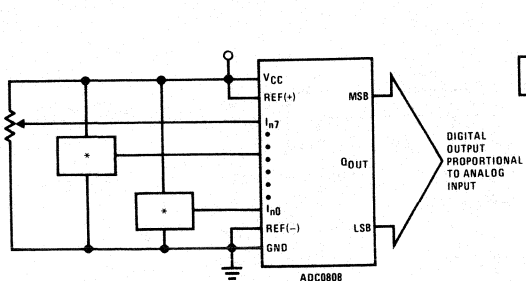 VCC
REF(+)
In7
*
*
In0
REF(−)
GND
MSB
QOUT
LSB
DIGITAL
OUTPUT
PROPORTIONAL
TO ANALOG
INPUT
ADC0808